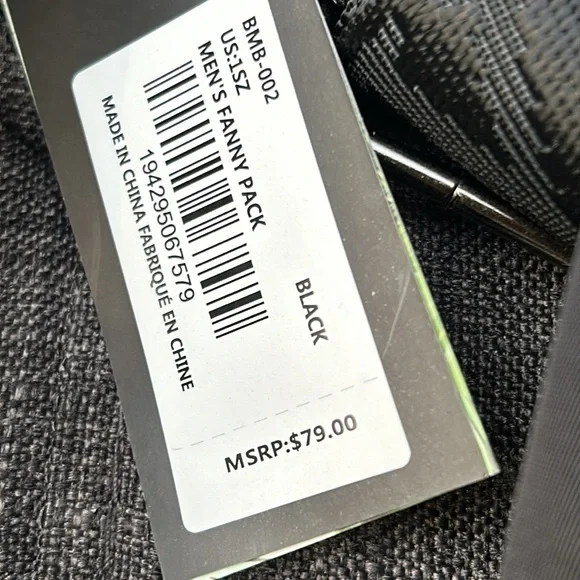 BMB-002
US:1SZ
MEN'S FANNY PACK
BLACK
194295067579
MADE IN CHINA FABRIQUÉ EN CHINE
MSRP:$79.00